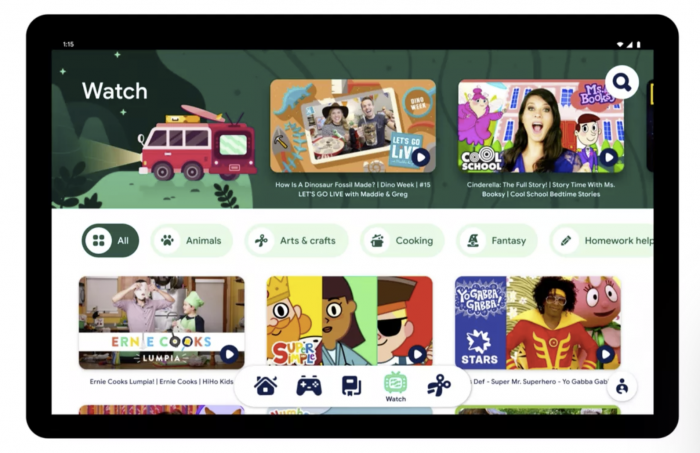 1:15
Watch
DINO
WEEK
LET'S GO
LIVE
How Is A Dinosaur Fossil Made? | Dino Week | #15
LET'S GO LIVE with Maddie & Greg
Ms.
Booksy
COOL
SCHOOL
Cinderella: The Full Story! | Story Time With Ms.
Booksy | Cool School Bedtime Stories
All
Animals
Arts & crafts
Cooking
Fantasy
Homework help
ERNIE COOKS
LUMPIA
Ernie Cooks Lumpia! | Ernie Cooks | HiHo Kids
SUPER
SIMPLE
YO GABBA
GABBA!
STARS
Def - Super Mr. Superhero - Yo Gabba Gab
Watch